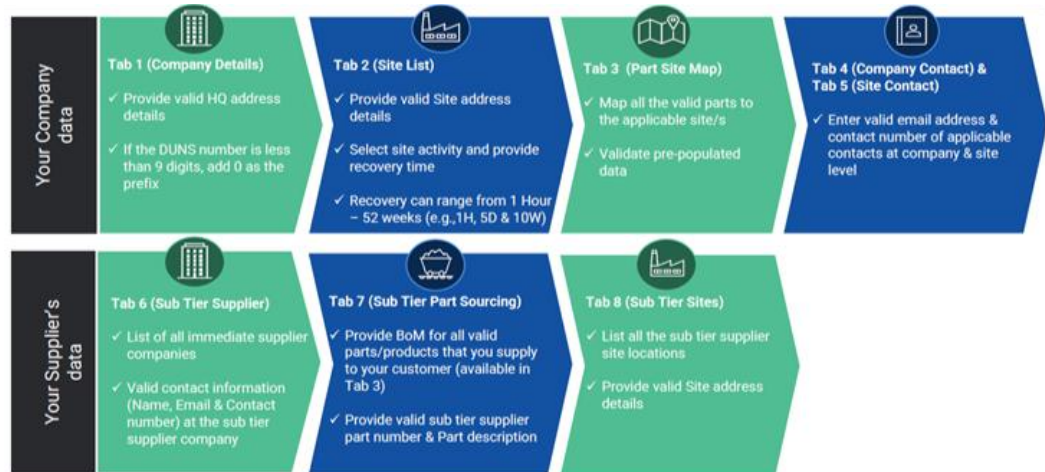 Your Company
data
Tab 1 (Company Details)
✓ Provide valid HQ address
details
✓ If the DUNS number is less
than 9 digits, add 0 as the
prefix
Tab 2 (Site List)
✓ Provide valid Site address
details
✓ Select site activity and provide
recovery time
✓ Recovery can range from 1 Hour
– 52 weeks (e.g.,1H, 5D & 10W)
Tab 3 (Part Site Map)
✓ Map all the valid parts to
the applicable site/s
✓ Validate pre-populated
data
Tab 4 (Company Contact) &
Tab 5 (Site Contact)
✓ Enter valid email address &
contact number of applicable
contacts at company & site
level
Your Supplier's
data
Tab 6 (Sub Tier Supplier)
✓ List of all immediate supplier
companies
✓ Valid contact information
(Name, Email & Contact
number) at the sub tier
supplier company
Tab 7 (Sub Tier Part Sourcing)
✓ Provide BoM for all valid
parts/products that you supply
to your customer (available in
Tab 3)
✓ Provide valid sub tier supplier
part number & Part description
Tab 8 (Sub Tier Sites)
✓ List all the sub tier supplier
site locations
✓ Provide valid Site address
details